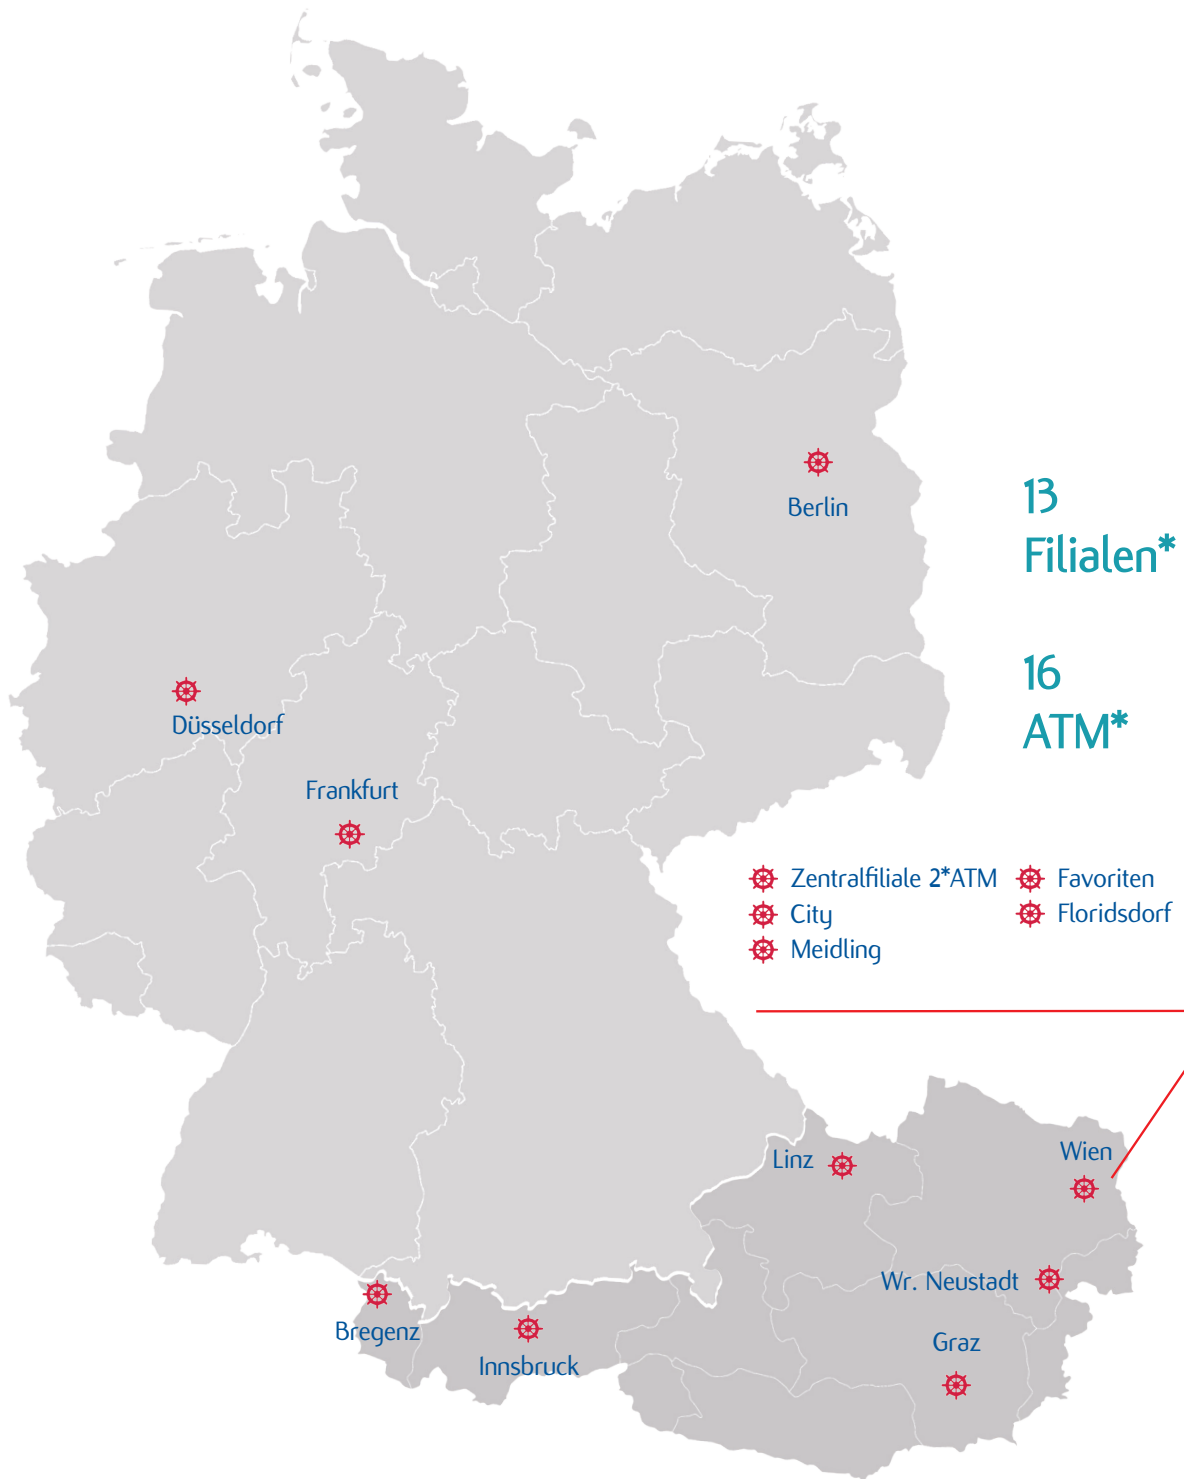 Berlin
13
Filialen*
16
ATM*
Düsseldorf
Frankfurt
Zentralfiliale 2*ATM
Favoriten
City
Floridsdorf
Meidling
Linz
Wien
Wr. Neustadt
Bregenz
Innsbruck
Graz